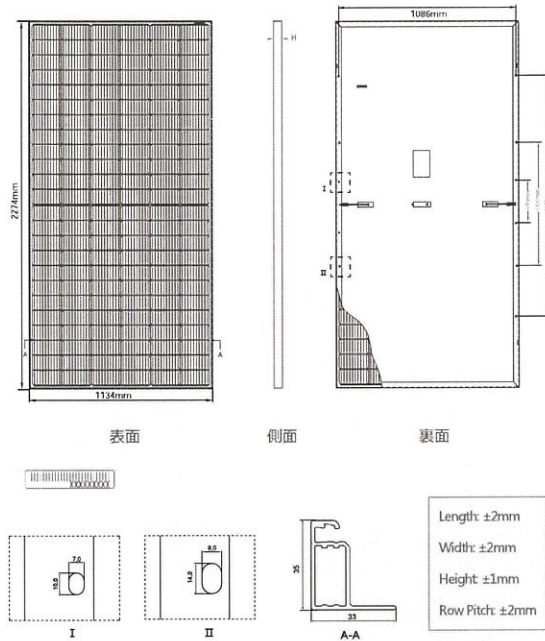 1086mm
H
2274mm
I
II
A
A
1134mm
表面
側面
裏面
7.0
10.0
I
9.0
14.0
II
35
33
A-A
Length: ±2mm
Width: ±2mm
Height: ±1mm
Row Pitch: ±2mm